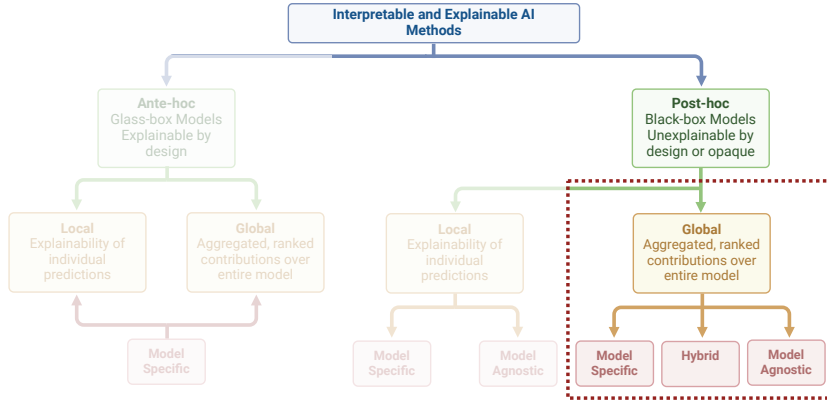 Interpretable and Explainable AI
Methods
Ante-hoc
Glass-box Models
Explainable by
design
Post-hoc
Black-box Models
Unexplainable by
design or opaque
Local
Explainability of
individual
predictions
Global
Aggregated, ranked
contributions over
entire model
Local
Explainability of
individual
predictions
Global
Aggregated, ranked
contributions over
entire model
Model
Specific
Model
Specific
Model
Agnostic
Model
Specific
Hybrid
Model
Agnostic